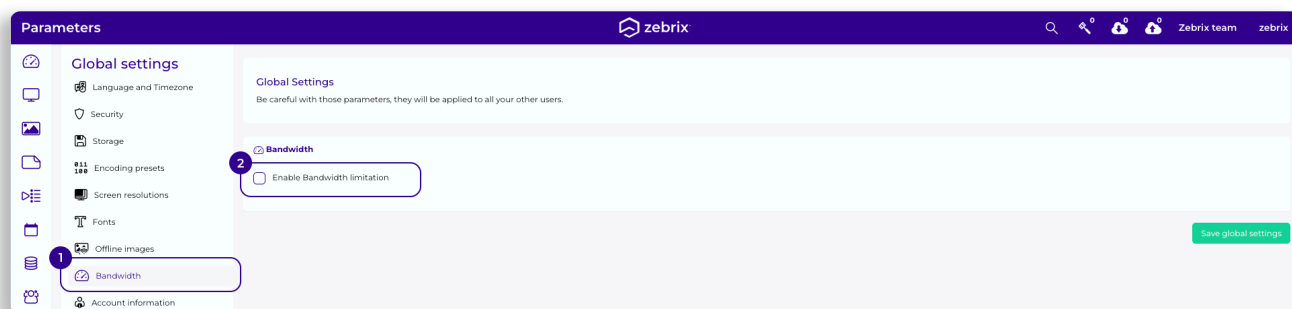 Parameters
zebrix
0
0
0
Zebrix team
zebrix
Global settings
Language and Timezone
Security
Storage
011
100
Encoding presets
Screen resolutions
Fonts
Offline images
1
Bandwidth
Account information
Global Settings
Be careful with those parameters, they will be applied to all your other users.
Bandwidth
2
Enable Bandwidth limitation
Save global settings